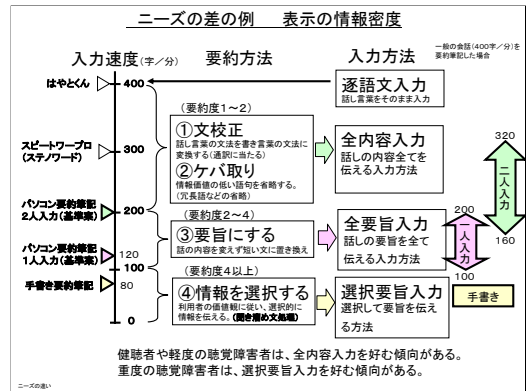 ニーズの差の例　表示の情報密度
一般の会話(400字／分)を
要約筆記した場合
入力速度(字／分)
要約方法
入力方法
はやとくん
400
逐語文入力
話し言葉をそのまま入力
(要約度1～2)
①文校正
話し言葉の文法を書き言葉の文法に
変換する(通訳に当たる)
②ケバ取り
情報価値の低い語句を省略する。
(冗長語などの省略)
全内容入力
話しの内容全てを
伝える入力方法
320
二人入力
160
スピートワープロ
(ステノワード)
300
パソコン要約筆記
2人入力(基準案)
200
(要約度2～4)
③要旨にする
話の内容を変えず短い文に置き換え
全要旨入力
話しの要旨を全て
伝える入力方法
200
一人入力
100
パソコン要約筆記
1人入力(基準案)
120
100
手書き要約筆記
80
0
(要約度4以上)
④情報を選択する
利用者の価値観に従い、選択的に
情報を伝える。(聞き溜め文処理)
選択要旨入力
選択して要旨を伝え
る方法
手書き
健聴者や軽度の聴覚障害者は、全内容入力を好む傾向がある。
重度の聴覚障害者は、選択要旨入力を好む傾向がある。
ニーズの違い